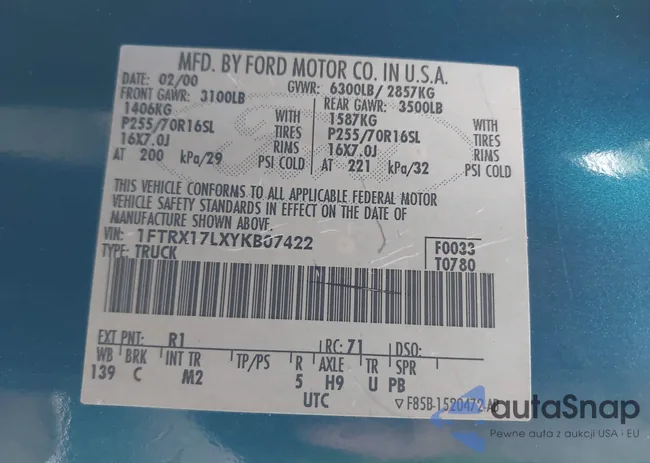 MFD. BY FORD MOTOR CO. IN U.S.A.
DATE: 02/00 GVWR: 6300LB/ 2857KG
FRONT GAWR: 3100LB REAR GAWR: 3500LB
1406KG WITH 1587KG WITH
P255/70R16SL TIRES P255/70R16SL TIRES
16X7.0J RIMS 16X7.0J RIMS
AT 200 kPa/29 PSI COLD AT 221 kPa/32 PSI COLD
THIS VEHICLE CONFORMS TO ALL APPLICABLE FEDERAL MOTOR
VEHICLE SAFETY STANDARDS IN EFFECT ON THE DATE OF
MANUFACTURE SHOWN ABOVE.
1FTRX17LXYKB07422 F0033
TYPE: TRUCK T0780
EXT PNT: R1 RC: 71 DSO:
WB BRK INT TR TP/PS R AXLE TR SPR
139 C M2 5 H9 U PB
UTC ▽ F85B-1520472-AB
autaSnap
Pewne auta z aukcji USA i EU